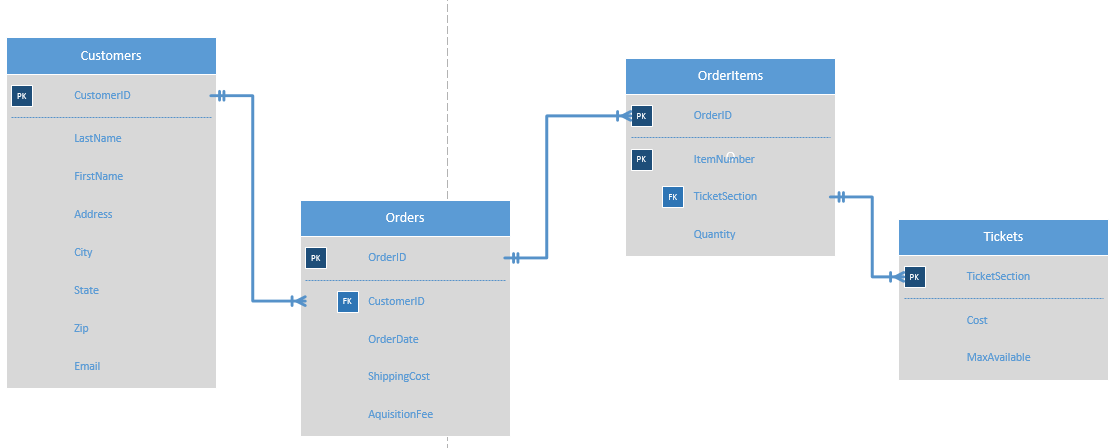 Customers
PK CustomerID
LastName
FirstName
Address
City
State
Zip
Email
Orders
PK OrderID
FK CustomerID
OrderDate
ShippingCost
AquisitionFee
OrderItems
PK OrderID
PK ItemNumber
FK TicketSection
Quantity
Tickets
PK TicketSection
Cost
MaxAvailable